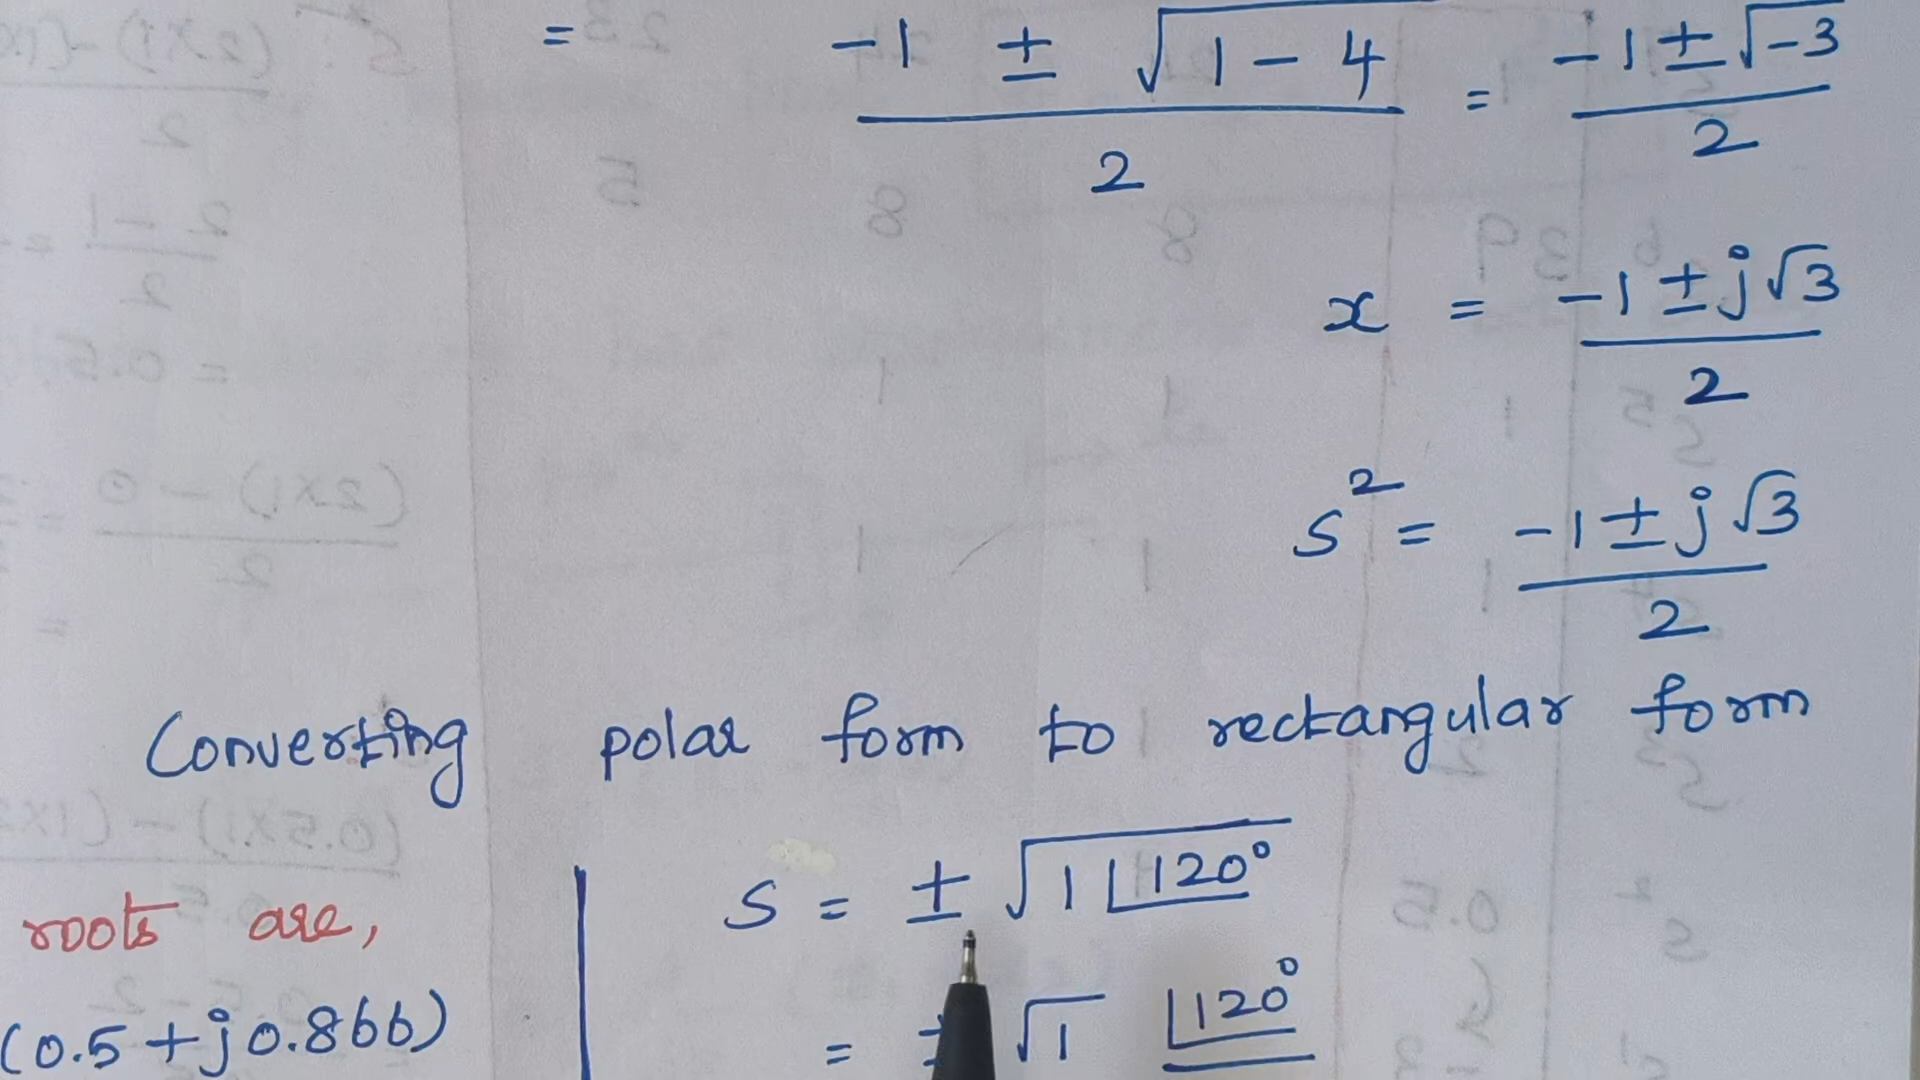 = -1 ± √1-4 / 2 = -1 ± √-3 / 2
x = -1 ± j√3 / 2
s² = -1 ± j√3 / 2
Converting polar form to rectangular form
s = ± √1∠120°
= ± √1 ∠120°
roots are,
(0.5 + j0.866)